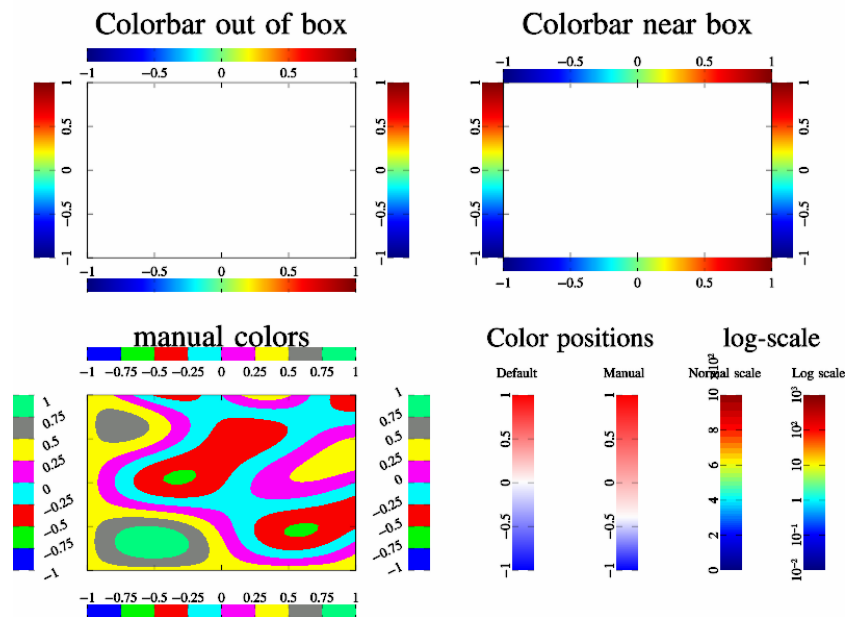 Colorbar out of box
−1 −0.5 0 0.5 1
1 0.5 0 −0.5 −1
1 0.5 0 −0.5 −1
−1 −0.5 0 0.5 1
Colorbar near box
−1 −0.5 0 0.5 1
1 0.5 0 −0.5 −1
1 0.5 0 −0.5 −1
−1 −0.5 0 0.5 1
manual colors
−1 −0.75 −0.5 −0.25 0 0.25 0.5 0.75 1
1 0.75 0.5 0.25 0 −0.25 −0.5 −0.75 −1
1 0.75 0.5 0.25 0 −0.25 −0.5 −0.75 −1
−1 −0.75 −0.5 −0.25 0 0.25 0.5 0.75 1
Color positions
Default
1 0.5 0 −0.5 −1
Manual
1 0.5 0 −0.5 −1
log-scale
Normal scale
10 8 6 4 2 0
Log scale
10³ 10² 10 1 10⁻¹ 10⁻²